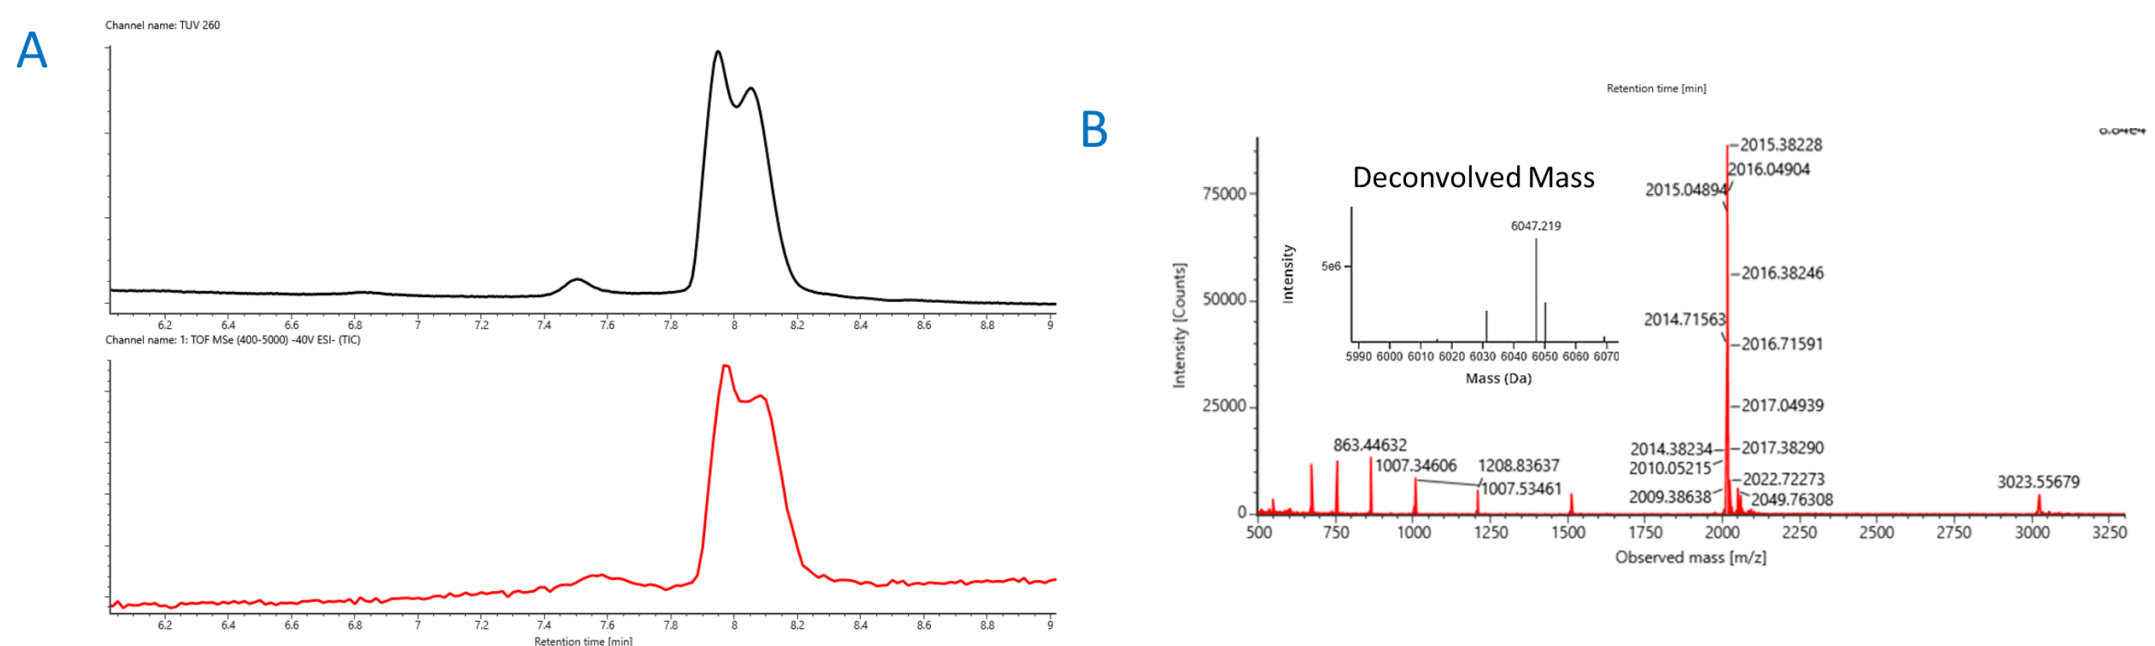 A
Channel name: TUV 260
6.2 6.4 6.6 6.8 7 7.2 7.4 7.6 7.8 8 8.2 8.4 8.6 8.8 9
Channel name: 1: TOF MSe (400-5000) -40V ESI- (TIC)
6.2 6.4 6.6 6.8 7 7.2 7.4 7.6 7.8 8 8.2 8.4 8.6 8.8 9
Retention time [min]
B
Retention time [min]
Intensity [Counts]
75000
50000
25000
0
Deconvolved Mass
Intensity
5e6
6047.219
5990 6000 6010 6020 6030 6040 6050 6060 6070
Mass (Da)
2015.38228
2016.04904
2015.04894
2016.38246
2014.71563
2016.71591
2017.04939
2014.38234
2017.38290
2010.05215
2022.72273
2009.38638
2049.76308
863.44632
1007.34606
1208.83637
1007.53461
3023.55679
500 750 1000 1250 1500 1750 2000 2250 2500 2750 3000 3250
Observed mass [m/z]